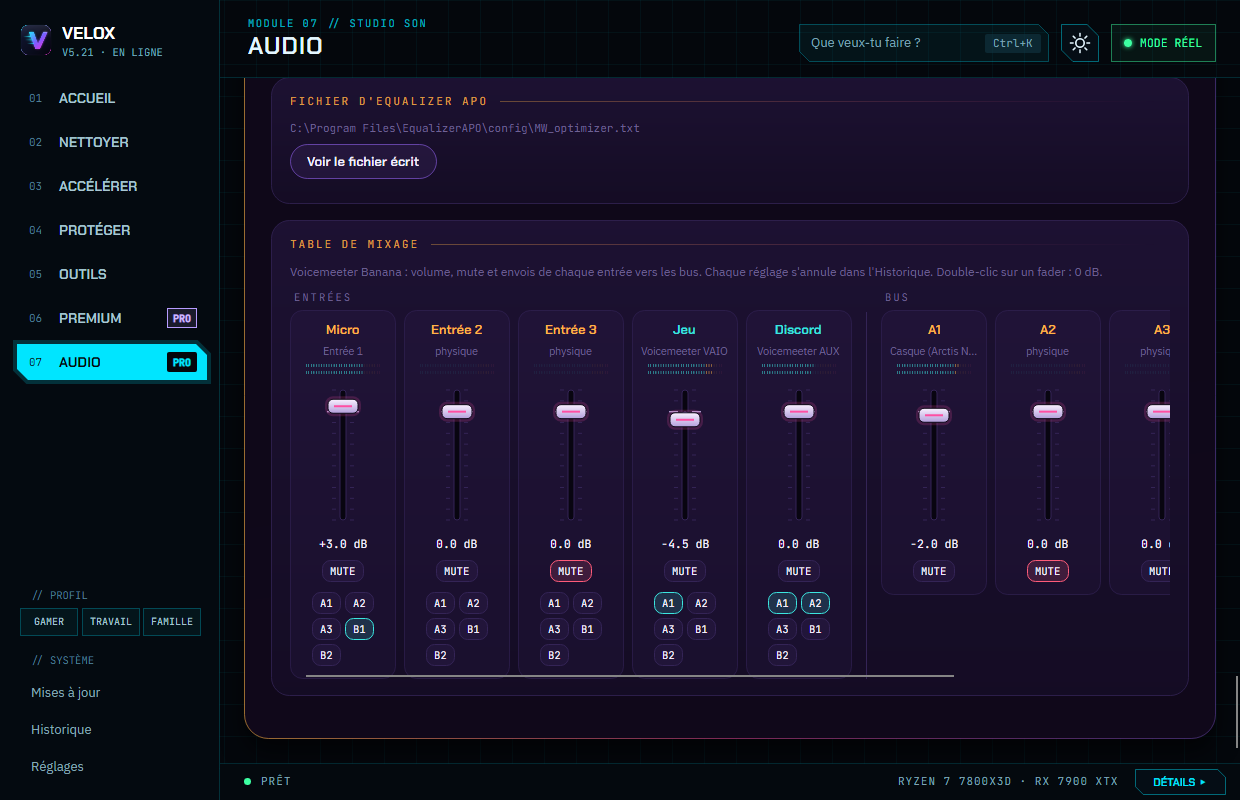 VELOX
V5.21 · EN LIGNE
01 ACCUEIL
02 NETTOYER
03 ACCÉLÉRER
04 PROTÉGER
05 OUTILS
06 PREMIUM PRO
07 AUDIO PRO
// PROFIL
GAMER TRAVAIL FAMILLE
// SYSTÈME
Mises à jour
Historique
Réglages
MODULE 07 // STUDIO SON
AUDIO
Que veux-tu faire ? Ctrl+K
MODE RÉEL
FICHIER D'EQUALIZER APO
C:\Program Files\EqualizerAPO\config\MW_optimizer.txt
Voir le fichier écrit
TABLE DE MIXAGE
Voicemeeter Banana : volume, mute et envois de chaque entrée vers les bus. Chaque réglage s'annule dans l'Historique. Double-clic sur un fader : 0 dB.
ENTRÉES BUS
Micro Entrée 2 Entrée 3 Jeu Discord A1 A2 A3
Entrée 1 physique physique Voicemeeter VAIO Voicemeeter AUX Casque (Arctis N... physique physiq
+3.0 dB 0.0 dB 0.0 dB -4.5 dB 0.0 dB -2.0 dB 0.0 dB 0.0
MUTE MUTE MUTE MUTE MUTE MUTE MUTE MUT
A1 A2 A1 A2 A1 A2 A1 A2 A1 A2
A3 B1 A3 B1 A3 B1 A3 B1 A3 B1
B2 B2 B2 B2 B2
PRÊT
RYZEN 7 7800X3D · RX 7900 XTX
DÉTAILS ▸